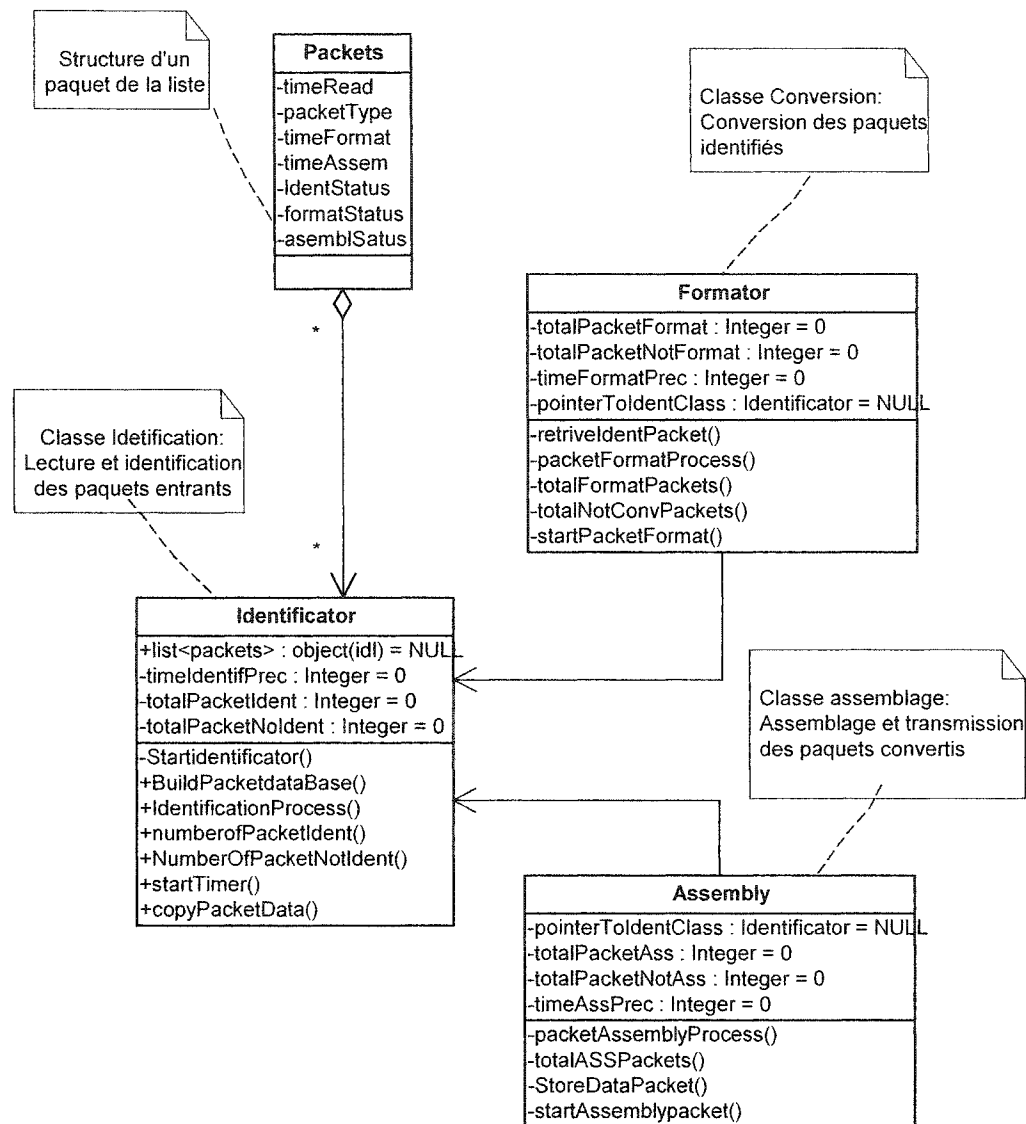 Structure d'un
paquet de la liste
Packets
-timeRead
-packetType
-timeFormat
-timeAssem
-IdentStatus
-formatStatus
-asemblSatus
Classe Conversion:
Conversion des paquets
identifiés
Formator
-totalPacketFormat : Integer = 0
-totalPacketNotFormat : Integer = 0
-timeFormatPrec : Integer = 0
-pointerToIdentClass : Identificator = NULL
-retriveIdentPacket()
-packetFormatProcess()
-totalFormatPackets()
-totalNotConvPackets()
-startPacketFormat()
*
Classe Idetification:
Lecture et identification
des paquets entrants
*
Identificator
+list<packets> : object(idl) = NULL
-timeIdentifPrec : Integer = 0
-totalPacketIdent : Integer = 0
-totalPacketNoIdent : Integer = 0
-Startidentificator()
+BuildPacketdataBase()
+IdentificationProcess()
+numberofPacketIdent()
+NumberOfPacketNotIdent()
+startTimer()
+copyPacketData()
Classe assemblage:
Assemblage et transmission
des paquets convertis
Assembly
-pointerToIdentClass : Identificator = NULL
-totalPacketAss : Integer = 0
-totalPacketNotAss : Integer = 0
-timeAssPrec : Integer = 0
-packetAssemblyProcess()
-totalASSPackets()
-StoreDataPacket()
-startAssemblypacket()